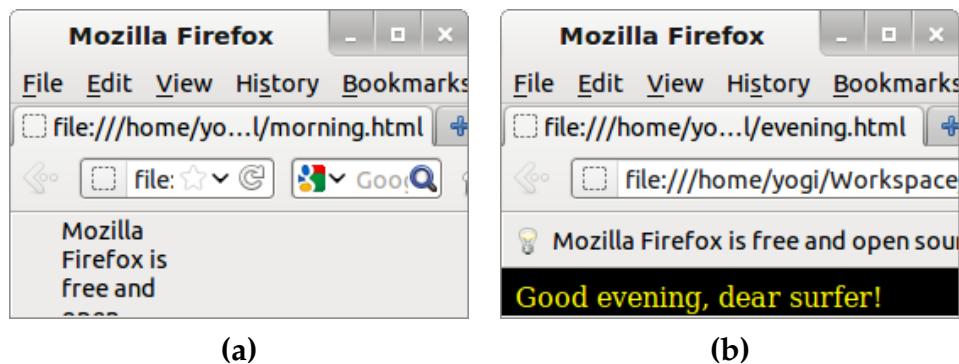 Mozilla Firefox
File Edit View History Bookmarks
file:///home/yo...l/morning.html
file:
Mozilla
Firefox is
free and
(a)
Mozilla Firefox
File Edit View History Bookmarks
file:///home/yo...l/evening.html
file:///home/yogi/Workspace
Mozilla Firefox is free and open
Good evening, dear surfer!
(b)